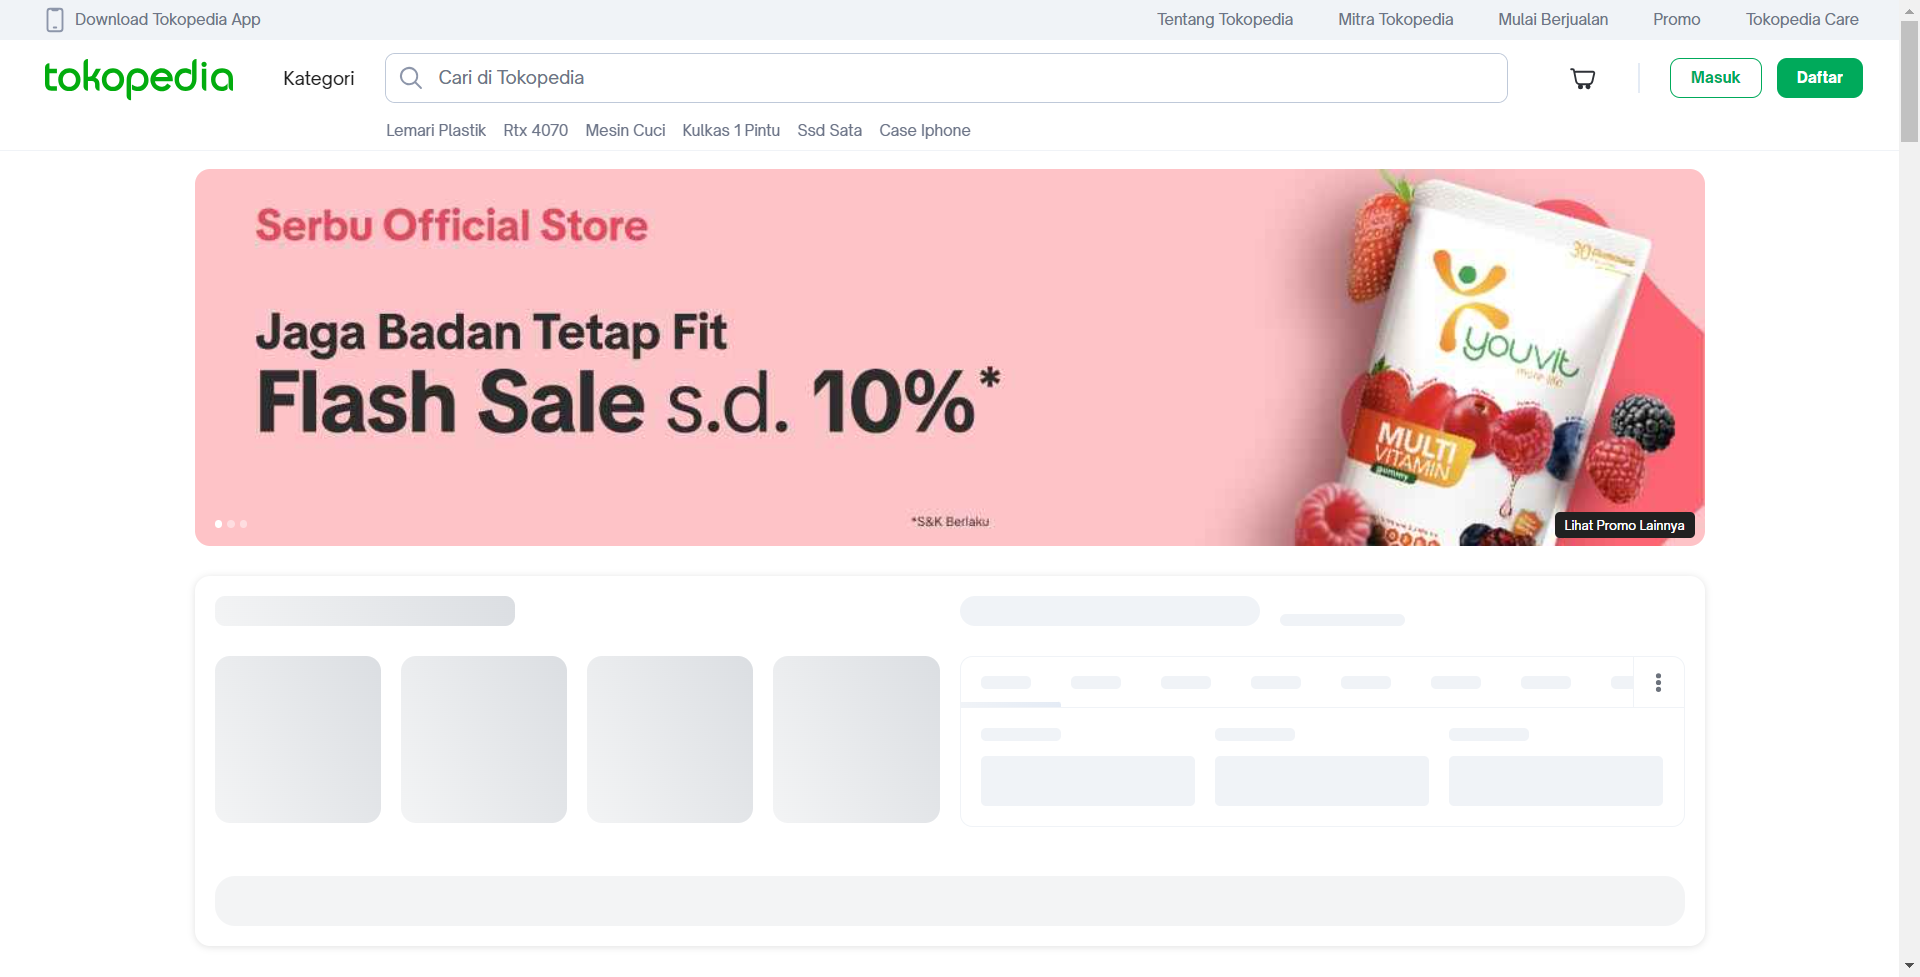 Download Tokopedia App
Tentang Tokopedia
Mitra Tokopedia
Mulai Berjualan
Promo
Tokopedia Care
tokopedia
Kategori
Cari di Tokopedia
Masuk
Daftar
Lemari Plastik
Rtx 4070
Mesin Cuci
Kulkas 1 Pintu
Ssd Sata
Case Iphone
Serbu Official Store
Jaga Badan Tetap Fit
Flash Sale s.d. 10%*
*S&K Berlaku
30
youvit
MULTI
VITAMIN
gummy
Lihat Promo Lainnya